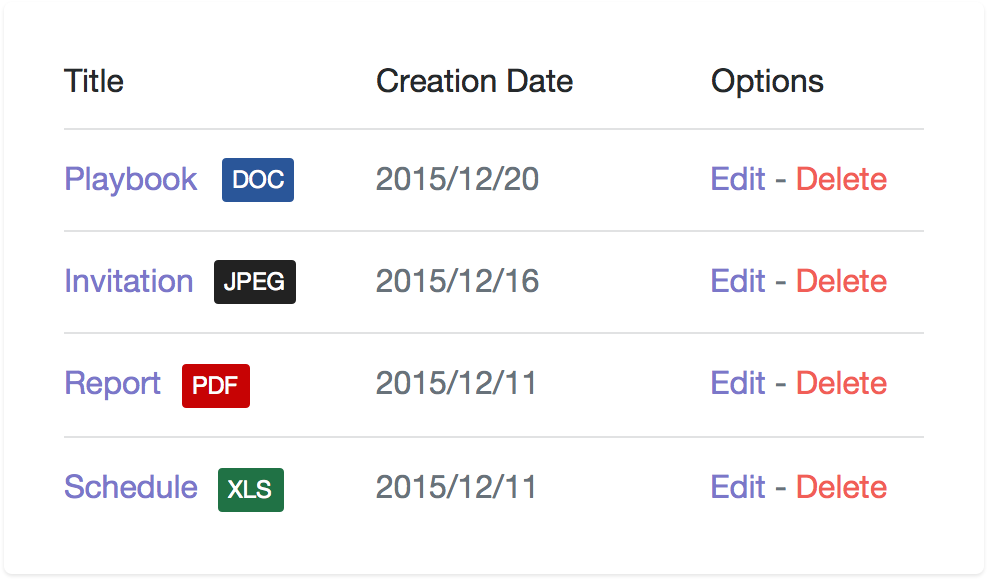 Title Creation Date Options
Playbook DOC 2015/12/20 Edit - Delete
Invitation JPEG 2015/12/16 Edit - Delete
Report PDF 2015/12/11 Edit - Delete
Schedule XLS 2015/12/11 Edit - Delete